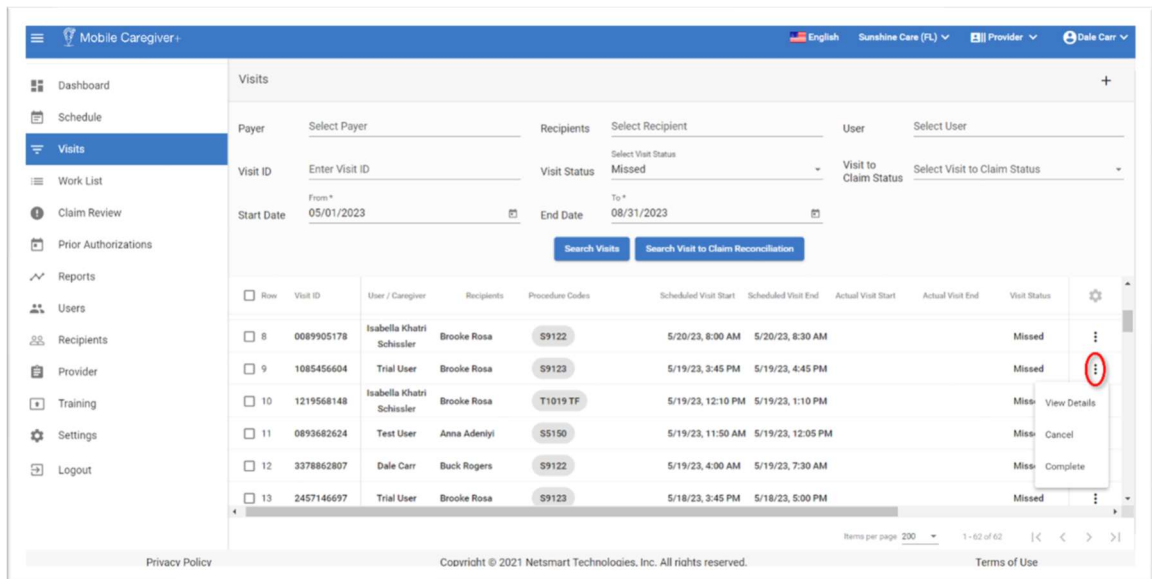 Mobile Caregiver+
English Sunshine Care (FL) Provider Dale Carr
Dashboard
Schedule
Visits
Work List
Claim Review
Prior Authorizations
Reports
Users
Recipients
Provider
Training
Settings
Logout
Visits +
Payer Select Payer Recipients Select Recipient User Select User
Visit ID Enter Visit ID Visit Status Select Visit Status Missed Visit to Claim Status Select Visit to Claim Status
Start Date From * 05/01/2023 End Date To * 08/31/2023
Search Visits Search Visit to Claim Reconciliation
Row Visit ID User / Caregiver Recipients Procedure Codes Scheduled Visit Start Scheduled Visit End Actual Visit Start Actual Visit End Visit Status
8 0089905178 Isabella Khatri Schissler Brooke Rosa S9122 5/20/23, 8:00 AM 5/20/23, 8:30 AM Missed
9 1085456604 Trial User Brooke Rosa S9123 5/19/23, 3:45 PM 5/19/23, 4:45 PM Missed
10 1219568148 Isabella Khatri Schissler Brooke Rosa T1019 TF 5/19/23, 12:10 PM 5/19/23, 1:10 PM Miss
11 0893682624 Test User Anna Adeniyi S5150 5/19/23, 11:50 AM 5/19/23, 12:05 PM Miss
12 3378862807 Dale Carr Buck Rogers S9122 5/19/23, 4:00 AM 5/19/23, 7:30 AM Miss
13 2457146697 Trial User Brooke Rosa S9123 5/18/23, 3:45 PM 5/18/23, 5:00 PM Missed
View Details
Cancel
Complete
Items per page 200 1 - 62 of 62
Privacy Policy Copyright © 2021 Netsmart Technologies, Inc. All rights reserved. Terms of Use